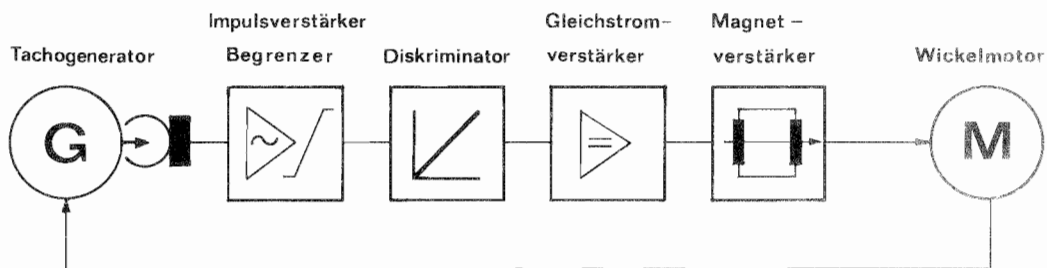 Tachogenerator
Impulsverstärker
Begrenzer
Diskriminator
Gleichstrom–
verstärker
Magnet –
verstärker
Wickelmotor
G
M